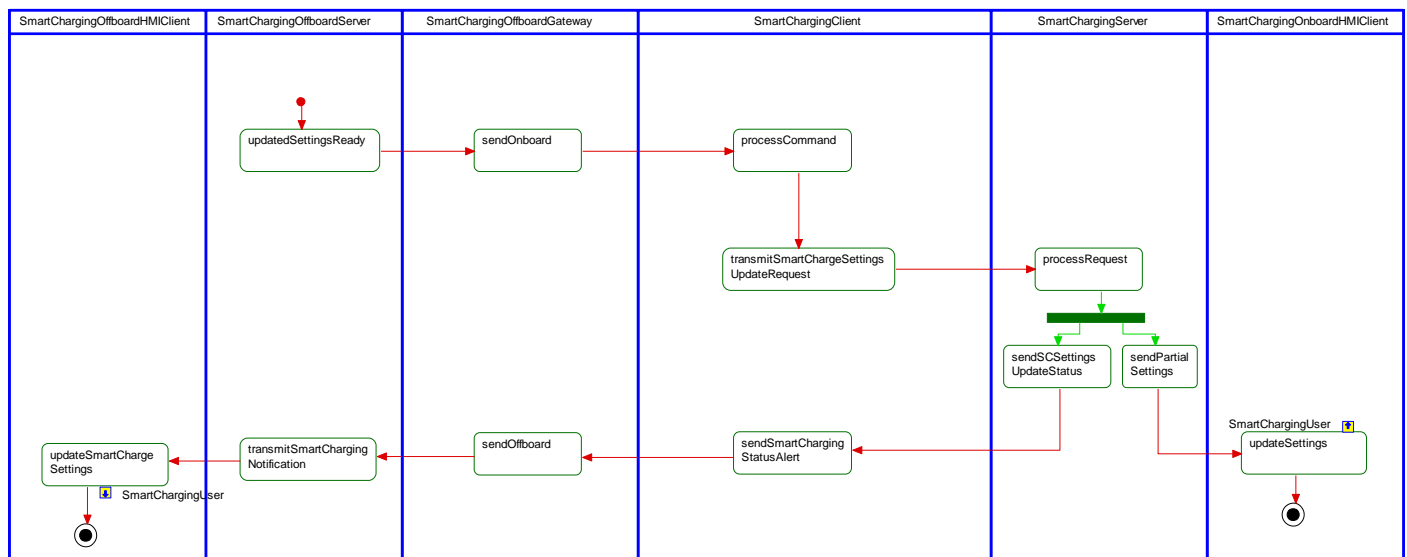 SmartChargingOffboardHMIClient
SmartChargingOffboardServer
SmartChargingOffboardGateway
SmartChargingClient
SmartChargingServer
SmartChargingOnboardHMIClient
updatedSettingsReady
sendOnboard
processCommand
transmitSmartChargeSettings
UpdateRequest
processRequest
sendSCSettings
UpdateStatus
sendPartial
Settings
SmartChargingUser
updateSettings
sendSmartCharging
StatusAlert
sendOffboard
transmitSmartCharging
Notification
updateSmartCharge
Settings
SmartChargingUser